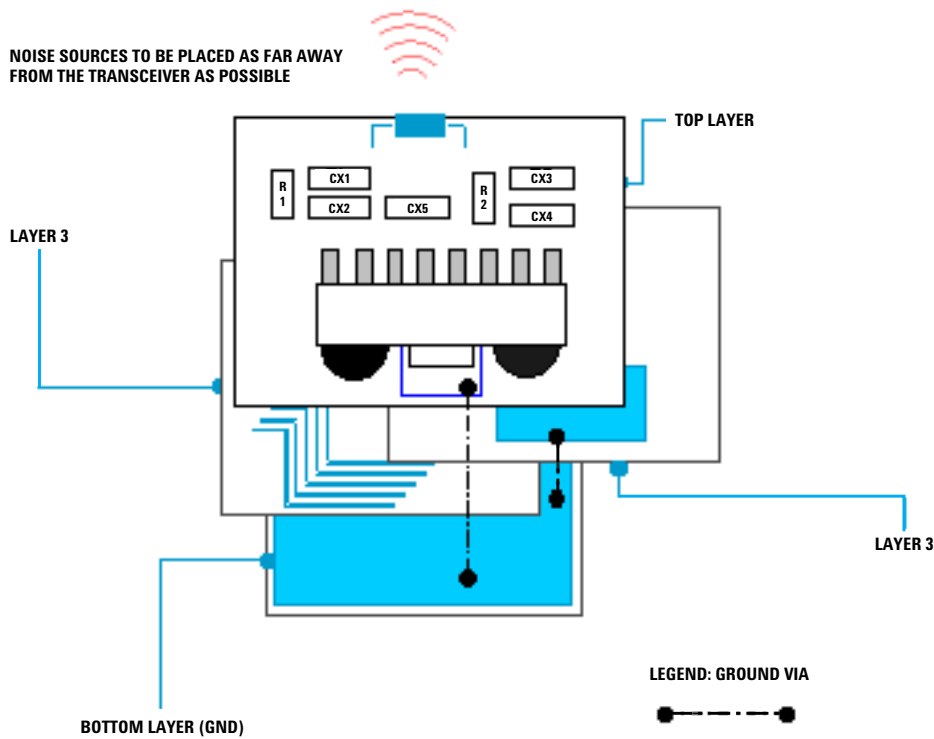 NOISE SOURCES TO BE PLACED AS FAR AWAY
FROM THE TRANSCEIVER AS POSSIBLE
TOP LAYER
R
1
CX1
CX2
CX5
R
2
CX3
CX4
LAYER 3
LAYER 3
LEGEND: GROUND VIA
BOTTOM LAYER (GND)